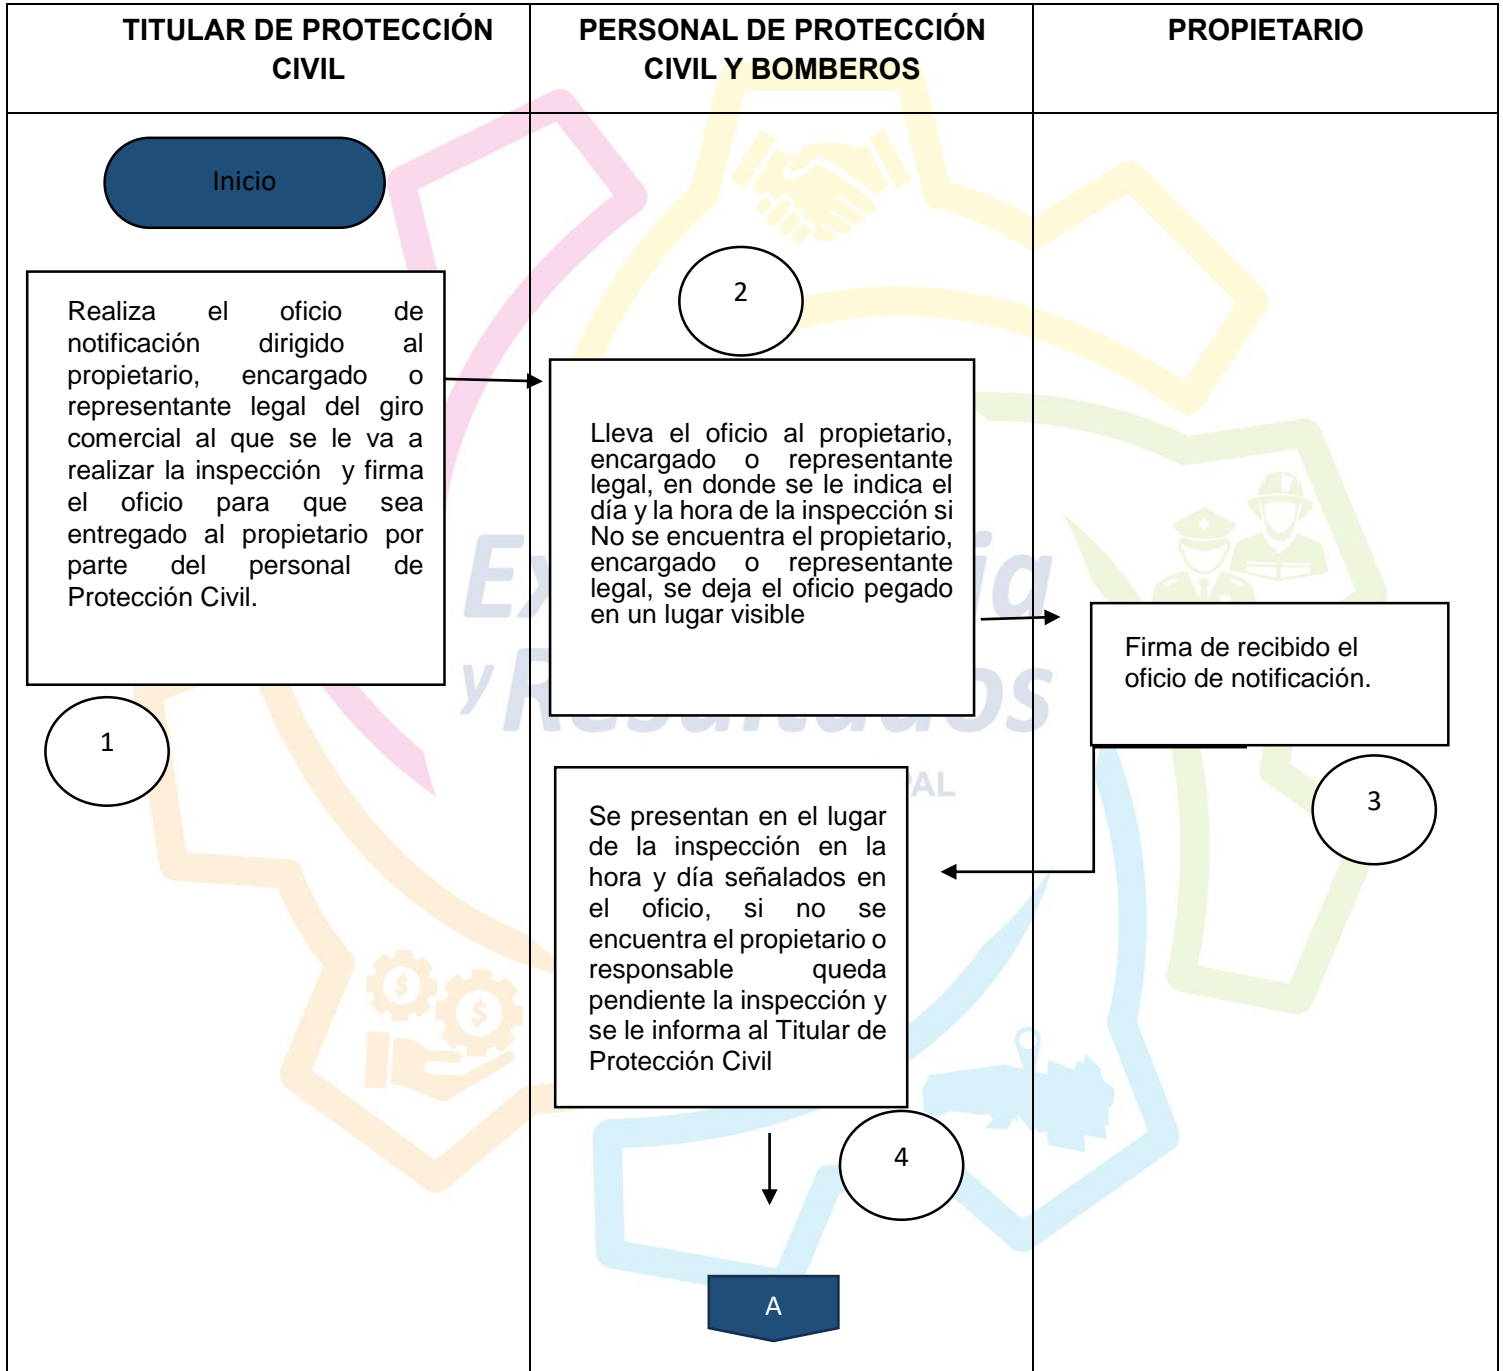 TITULAR DE PROTECCIÓN
CIVIL
PERSONAL DE PROTECCIÓN
CIVIL Y BOMBEROS
PROPIETARIO
Inicio
Realiza el oficio de
notificación dirigido al
propietario, encargado o
representante legal del giro
comercial al que se le va a
realizar la inspección y firma
el oficio para que sea
entregado al propietario por
parte del personal de
Protección Civil.
1
2
Lleva el oficio al propietario,
encargado o representante
legal, en donde se le indica el
día y la hora de la inspección si
No se encuentra el propietario,
encargado o representante
legal, se deja el oficio pegado
en un lugar visible
Firma de recibido el
oficio de notificación.
3
Se presentan en el lugar
de la inspección en la
hora y día señalados en
el oficio, si no se
encuentra el propietario o
responsable queda
pendiente la inspección y
se le informa al Titular de
Protección Civil
4
A
y